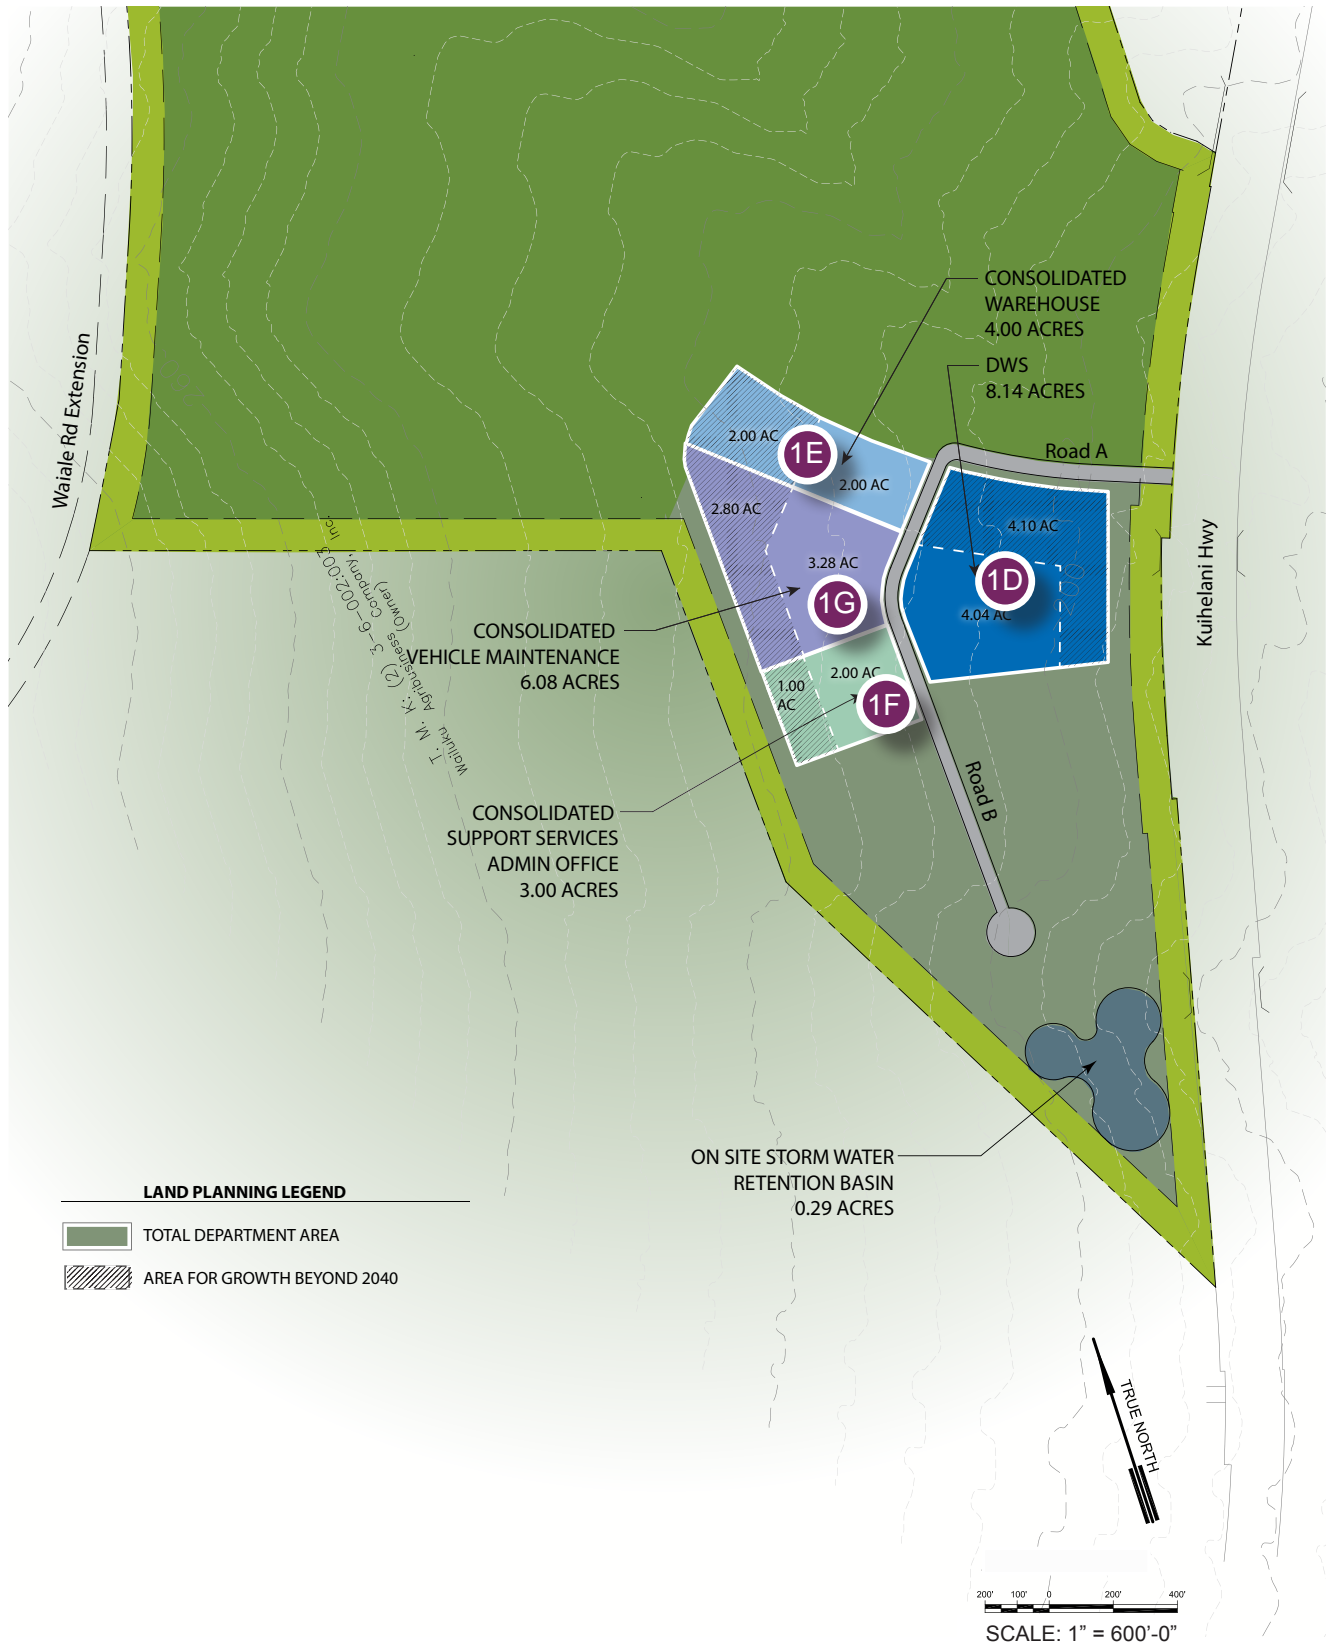 CONSOLIDATED
WAREHOUSE
4.00 ACRES
DWS
8.14 ACRES
Road A
Waiale Rd Extension
2.00 AC
1E
2.00 AC
2.80 AC
4.10 AC
3.28 AC
1G
1D
200
4.04 AC
Kuihelani Hwy
T. M. K: (2) 3-6-002:003
Wailuku Agribusiness Company, Inc.
(Owner)
CONSOLIDATED
VEHICLE MAINTENANCE
6.08 ACRES
2.00 AC
1.00
AC
1F
Road B
CONSOLIDATED
SUPPORT SERVICES
ADMIN OFFICE
3.00 ACRES
ON SITE STORM WATER
RETENTION BASIN
0.29 ACRES
LAND PLANNING LEGEND
TOTAL DEPARTMENT AREA
AREA FOR GROWTH BEYOND 2040
TRUE NORTH
200' 100' 0 200' 400'
SCALE: 1” = 600’-0”